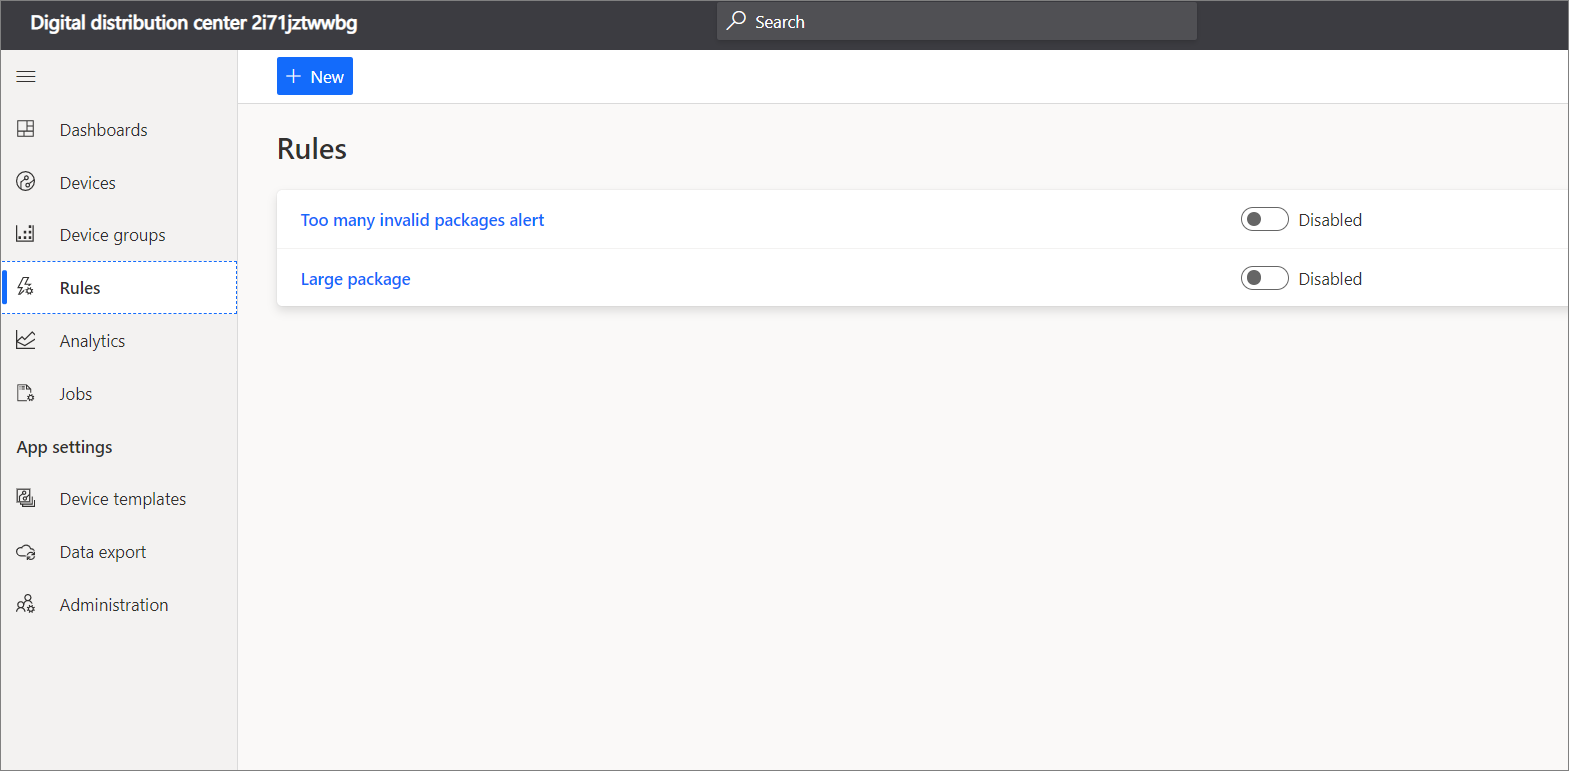 Digital distribution center 2i71jztwwbg
Search
New
Dashboards
Devices
Device groups
Rules
Analytics
Jobs
App settings
Device templates
Data export
Administration
Rules
Too many invalid packages alert
Disabled
Large package
Disabled